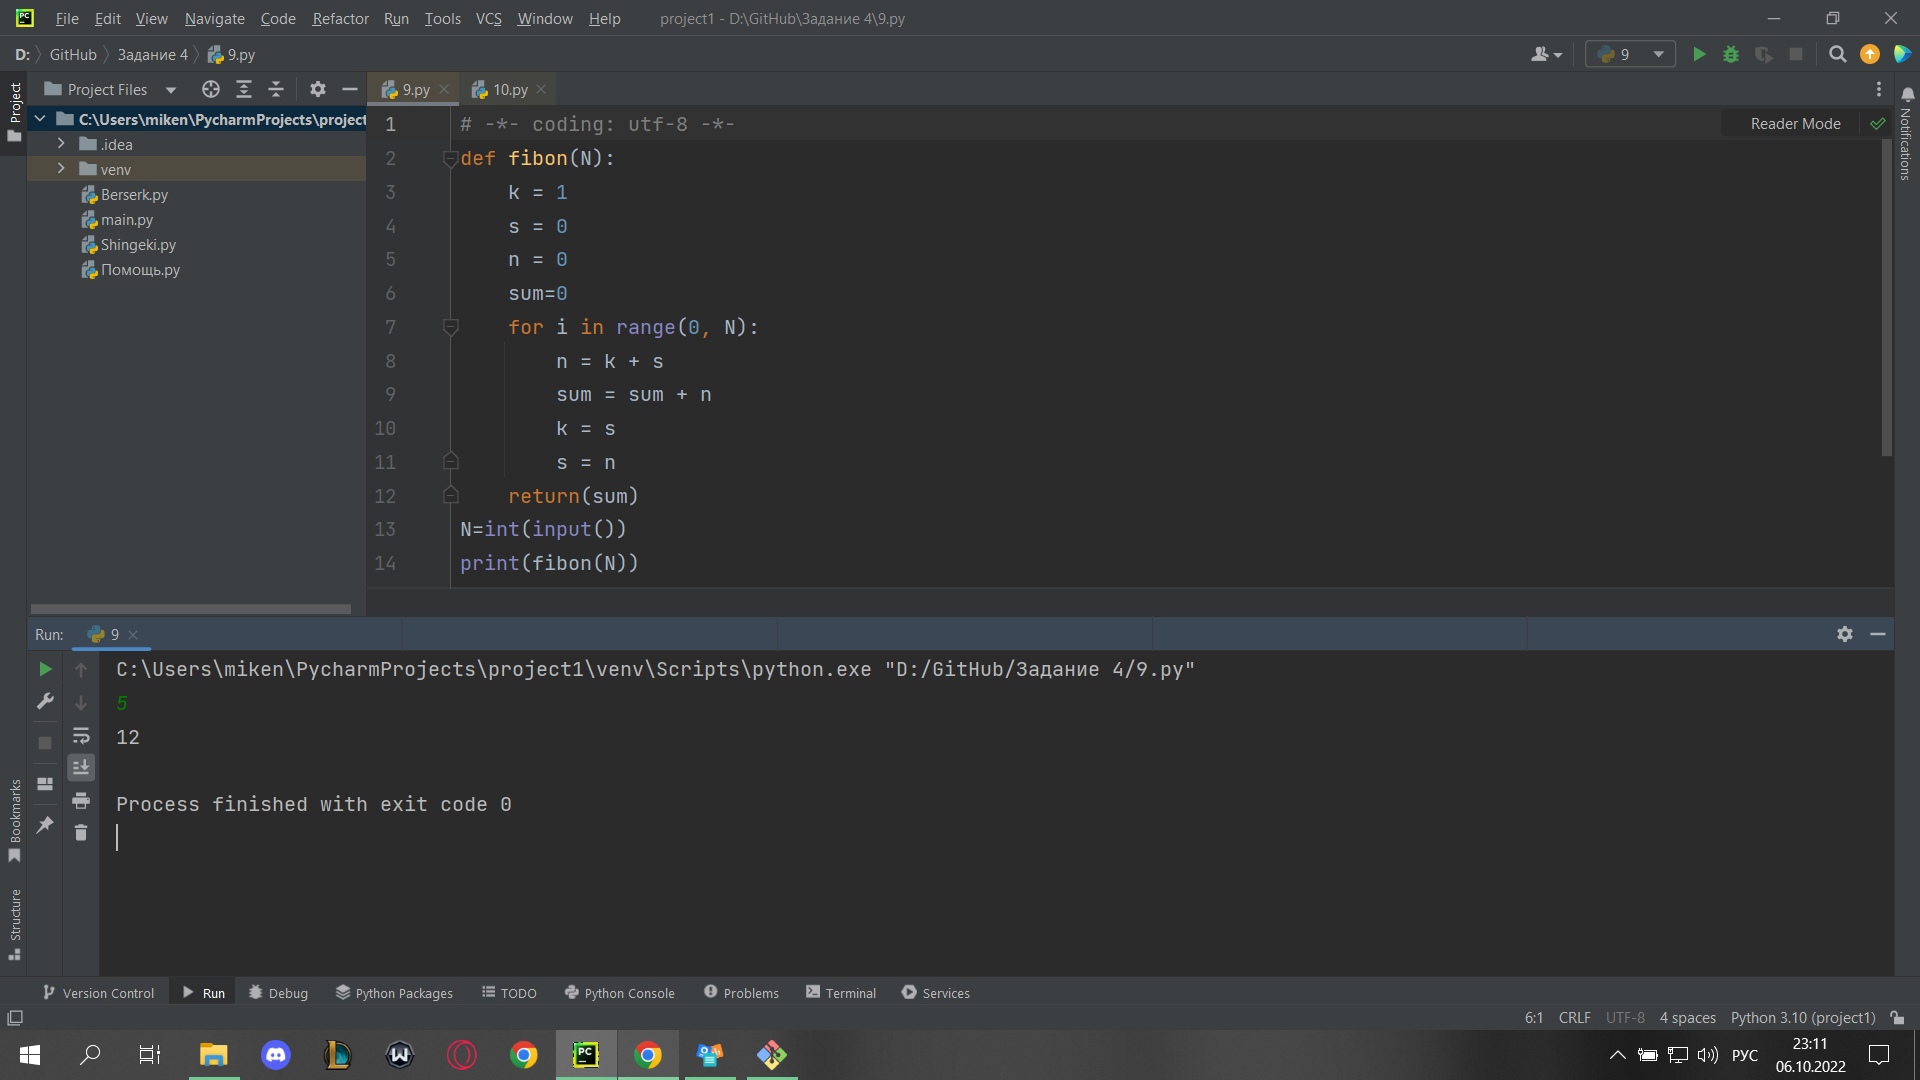 File Edit View Navigate Code Refactor Run Tools VCS Window Help project1 - D:\GitHub\Задание 4\9.py
D: GitHub Задание 4 9.py
9
Project
Project Files
9.py
10.py
Notifications
C:\Users\miken\PycharmProjects\project
.idea
venv
Berserk.py
main.py
Shingeki.py
Помощь.py
Reader Mode
1 # -*- coding: utf-8 -*-
2 def fibon(N):
3 k = 1
4 s = 0
5 n = 0
6 sum=0
7 for i in range(0, N):
8 n = k + s
9 sum = sum + n
10 k = s
11 s = n
12 return(sum)
13 N=int(input())
14 print(fibon(N))
Run: 9
C:\Users\miken\PycharmProjects\project1\venv\Scripts\python.exe "D:/GitHub/Задание 4/9.py"
5
12
Process finished with exit code 0
Bookmarks
Structure
Version Control Run Debug Python Packages TODO Python Console Problems Terminal Services
6:1 CRLF UTF-8 4 spaces Python 3.10 (project1)
РУС
23:11
06.10.2022